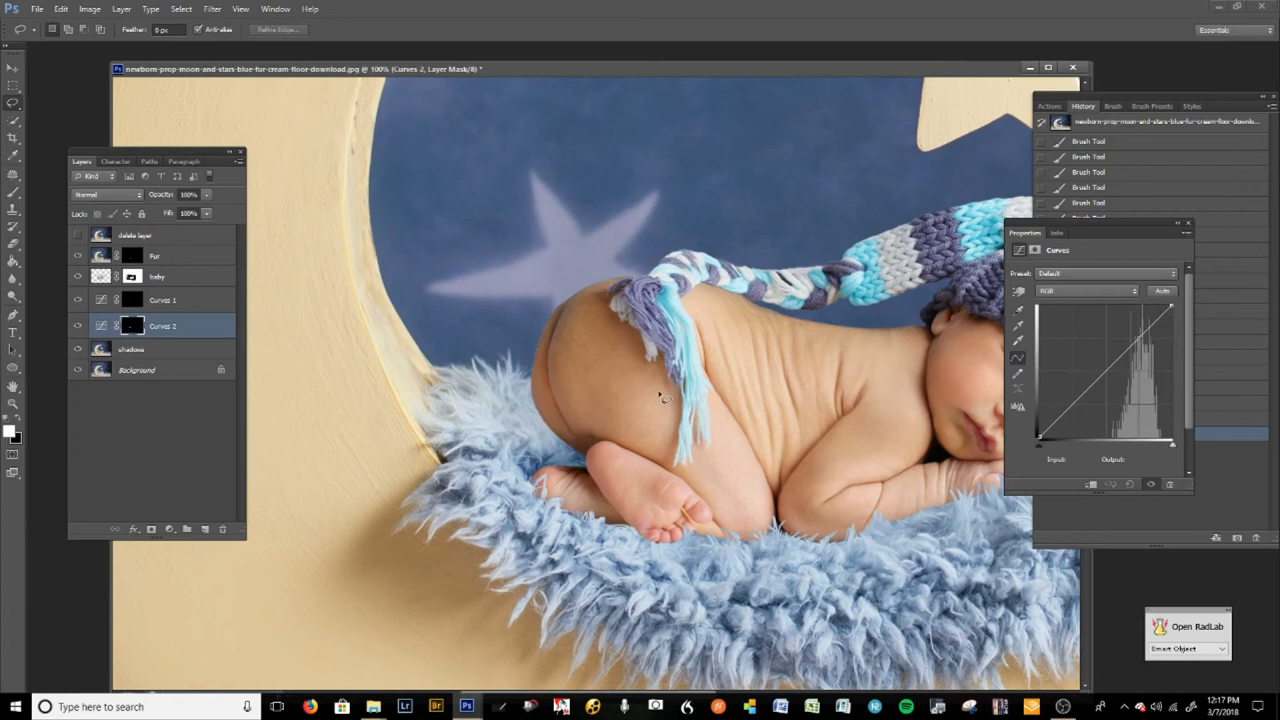 Ps File Edit Image Layer Type Select Filter View Window Help
Feather: 0 px Anti-alias Refine Edge... Essentials
newborn-prop-moon-and-stars-blue-fur-cream-floor-download.jpg @ 100% (Curves 2, Layer Mask/8) *
Actions History Brush Brush Presets Styles
newborn-prop-moon-and-stars-blue-fur-cream-floor-downlo...
Brush Tool
Brush Tool
Brush Tool
Brush Tool
Brush Tool
Layers Character Paths Paragraph
Kind
Normal Opacity: 100%
Lock: Fill: 100%
delete layer
Fur
baby
Curves 1
Curves 2
shadows
Background
Properties Info
Curves
Preset: Default
RGB Auto
Input: Output:
Open RadLab
Smart Object
Type here to search
Lr Br Ps
12:17 PM
3/7/2018